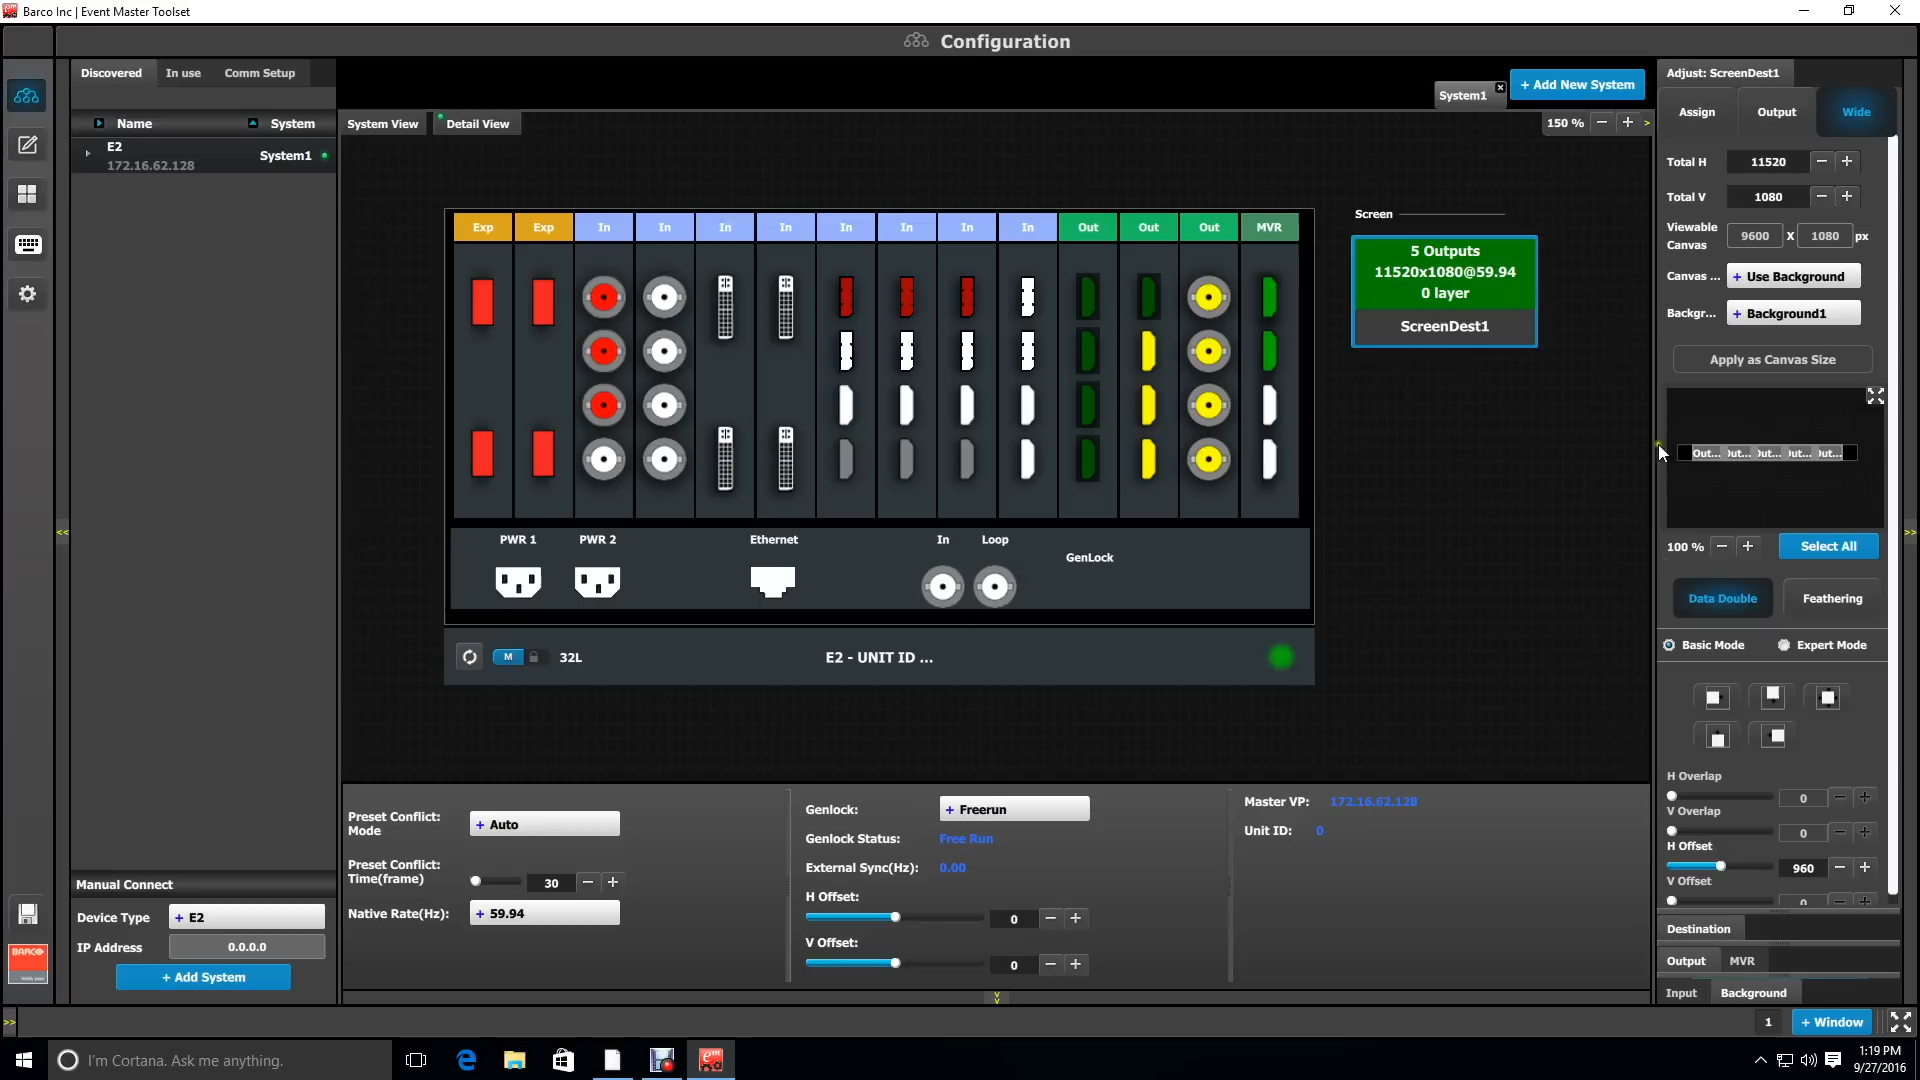 Barco Inc | Event Master Toolset
Configuration
Discovered In use Comm Setup
Name System
E2
172.16.62.128
System1
System View Detail View
System1
+ Add New System
150 %
Exp Exp In In In In In In In In Out Out Out MVR
PWR 1 PWR 2 Ethernet In Loop
GenLock
M 32L E2 - UNIT ID ...
Screen
5 Outputs
11520x1080@59.94
0 layer
ScreenDest1
Adjust: ScreenDest1
Assign Output Wide
Total H 11520
Total V 1080
Viewable
Canvas
9600 X 1080 px
Canvas ... + Use Background
Backgr... + Background1
Apply as Canvas Size
Out... Out... Out... Out... Out...
100 % Select All
Data Double Feathering
Basic Mode Expert Mode
H Overlap
0
V Overlap
0
H Offset
960
V Offset
0
Destination
Output MVR
Input Background
Preset Conflict:
Mode
+ Auto
Preset Conflict:
Time(frame)
30
Native Rate(Hz): + 59.94
Genlock: + Freerun
Genlock Status: Free Run
External Sync(Hz): 0.00
H Offset:
0
V Offset:
0
Master VP: 172.16.62.128
Unit ID: 0
Manual Connect
Device Type + E2
IP Address 0.0.0.0
+ Add System
BARCO
1 + Window
I'm Cortana. Ask me anything.
1:19 PM
9/27/2016